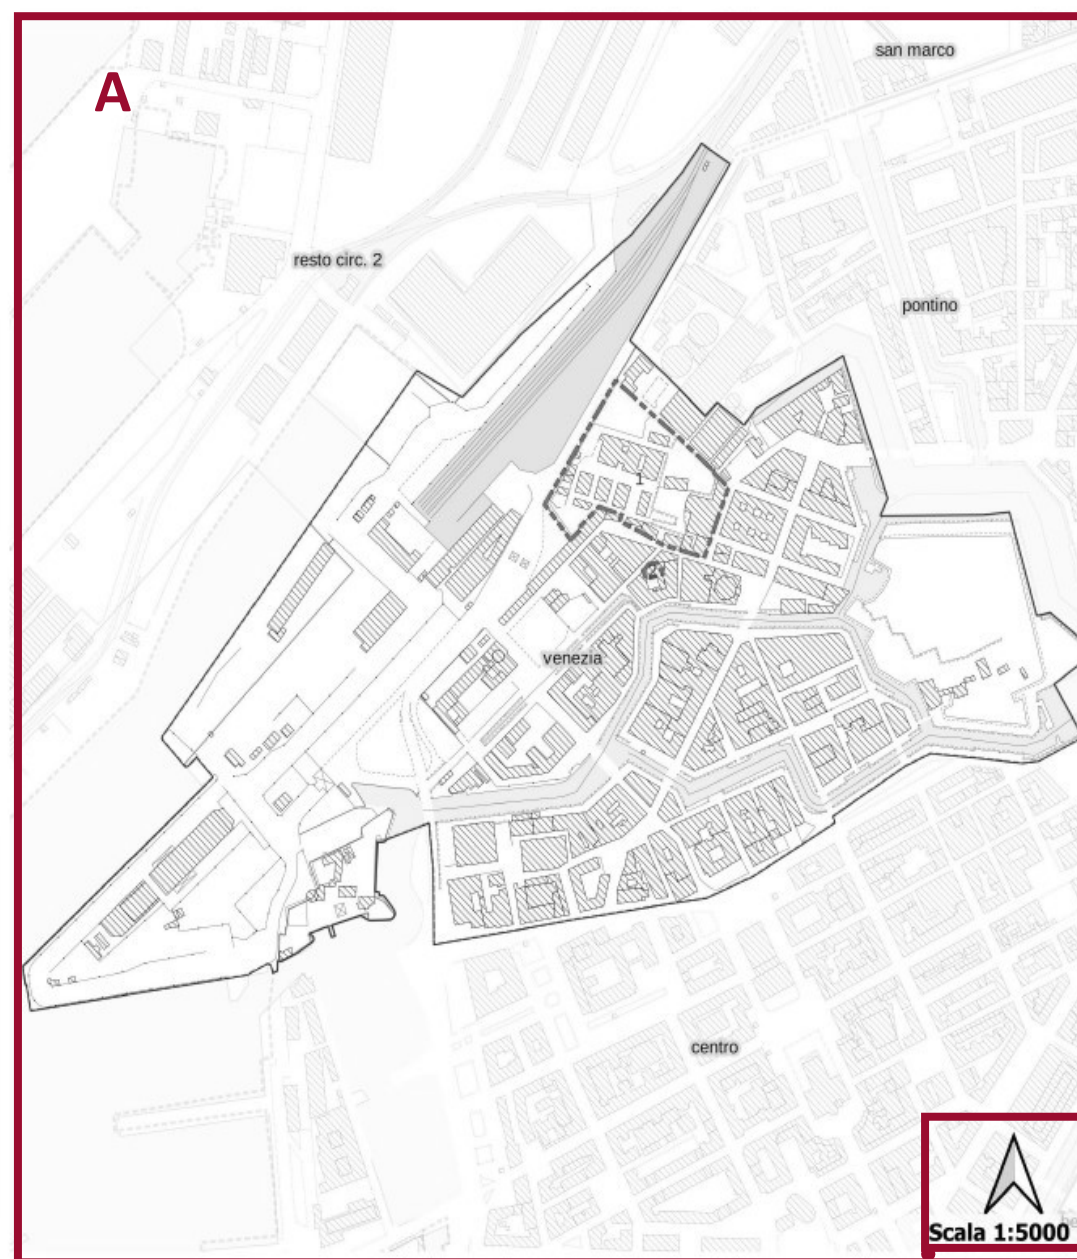 san marco
A
resto circ. 2
pontino
1
2
venezia
centro
Scala 1:5000